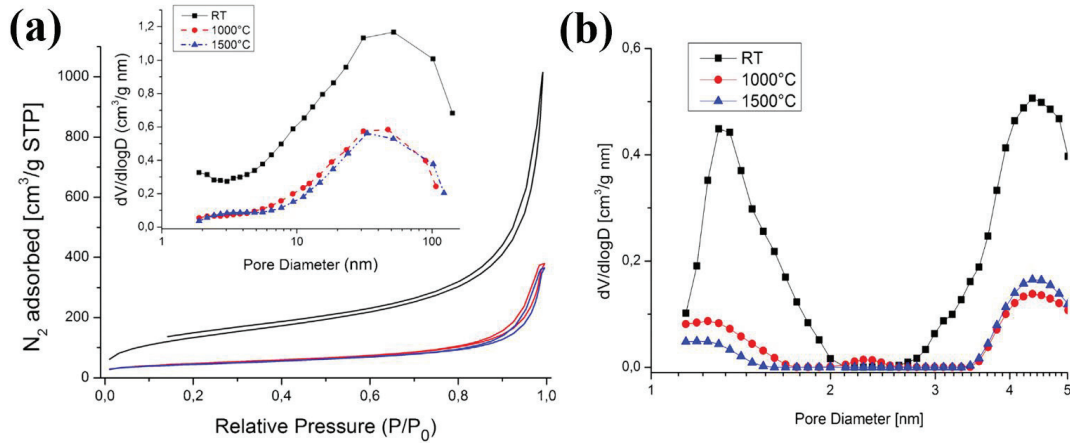 (a)
RT
1000°C
1500°C
1,2
1,0
0,8
0,6
0,4
0,2
0,0
dV/dlogD (cm³/g nm)
1
10
100
Pore Diameter (nm)
1000
800
600
400
200
0
N₂ adsorbed [cm³/g STP]
0,0
0,2
0,4
0,6
0,8
1,0
Relative Pressure (P/P₀)
(b)
RT
1000°C
1500°C
0,6
0,4
0,2
0,0
dV/dlogD [cm³/g nm]
1
2
3
4
5
Pore Diameter [nm]